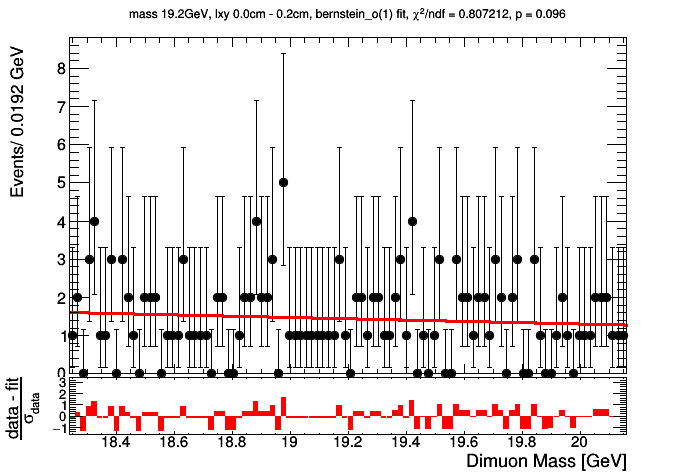 mass 19.2GeV, lxy 0.0cm - 0.2cm, bernstein_o(1) fit, χ²/ndf = 0.807212, p = 0.096
Events/ 0.0192 GeV
8
7
6
5
4
3
2
1
0
data - fit
σdata
3
2
1
0
−1
18.4 18.6 18.8 19 19.2 19.4 19.6 19.8 20
Dimuon Mass [GeV]